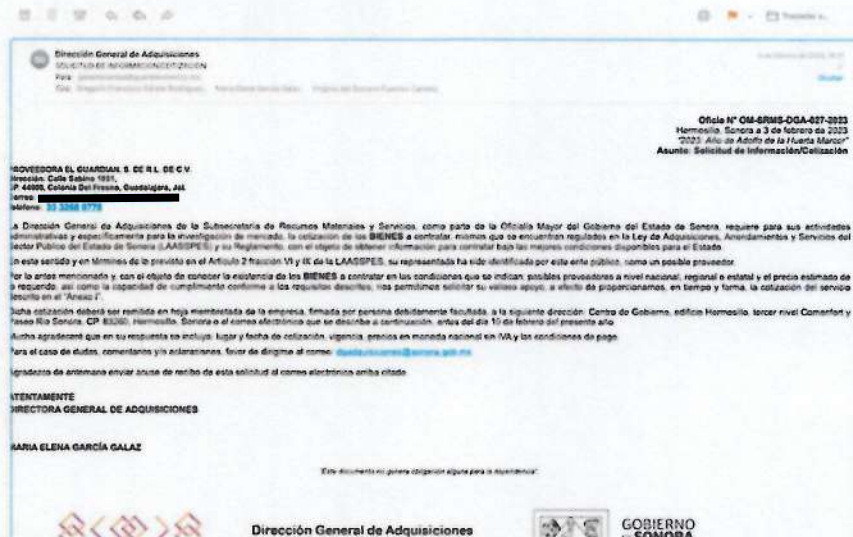 Dirección General de Adquisiciones
SOLICITUD DE INFORMACIÓN/COTIZACIÓN
Para:
Ocultar
Oficio N° OM-SRMS-DGA-027-2023
Hermosillo, Sonora a 3 de febrero de 2023
"2023: Año de Adolfo de la Huerta Marcor"
Asunto: Solicitud de Información/Cotización
PROVEEDORA EL GUARDIAN, S. DE R.L. DE C.V.
Dirección: Calle Sabino 1891,
CP. 44900, Colonia Del Fresno, Guadalajara, Jal.
Correo:
Teléfono: 33 3268 0770
La Dirección General de Adquisiciones de la Subsecretaría de Recursos Materiales y Servicios, como parte de la Oficialía Mayor del Gobierno del Estado de Sonora, requiere para sus actividades
administrativas y específicamente para la investigación de mercado, la cotización de los BIENES a contratar, mismos que se encuentran regulados en la Ley de Adquisiciones, Arrendamientos y Servicios del
Sector Público del Estado de Sonora (LAASSPES) y su Reglamento, con el objeto de obtener información para contratar bajo las mejores condiciones disponibles para el Estado.
En este sentido y en términos de lo previsto en el Artículo 2 fracción VI y IX de la LAASSPES, su representada ha sido identificada por este ente público, como un posible proveedor.
Por lo antes mencionado y, con el objeto de conocer la existencia de los BIENES a contratar en las condiciones que se indican; posibles proveedores a nivel nacional, regional o estatal y el precio estimado de
lo requerido, así como la capacidad de cumplimiento conforme a los requisitos descritos, nos permitimos solicitar su valioso apoyo, a efecto de proporcionarnos, en tiempo y forma, la cotización del servicio
descrito en el "Anexo I".
Dicha cotización deberá ser remitida en hoja membretada de la empresa, firmada por persona debidamente facultada, a la siguiente dirección: Centro de Gobierno, edificio Hermosillo, tercer nivel Comonfort y
Paseo Río Sonora, CP. 83280, Hermosillo, Sonora o al correo electrónico que se describe a continuación, antes del día 10 de febrero del presente año.
Mucho agradeceré que en su respuesta se incluya: lugar y fecha de cotización, vigencia, precios en moneda nacional sin IVA y las condiciones de pago.
Para el caso de dudas, comentarios y/o aclaraciones, favor de dirigirse al correo: dgadquisiciones@sonora.gob.mx
Agradezco de antemano enviar acuse de recibo de esta solicitud al correo electrónico arriba citado.
ATENTAMENTE
DIRECTORA GENERAL DE ADQUISICIONES
MARIA ELENA GARCÍA GALAZ
"Este documento no genera obligación alguna para la dependencia".
Dirección General de Adquisiciones
GOBIERNO
DE SONORA